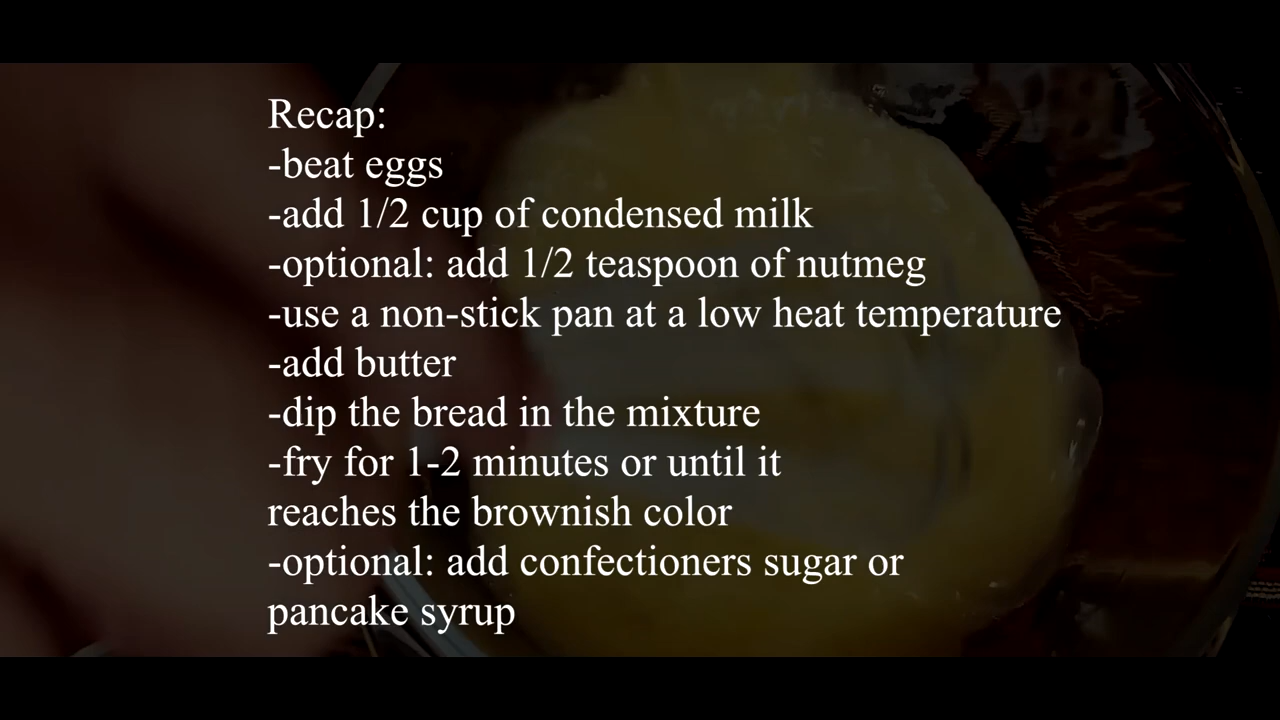 Recap:
-beat eggs
-add 1/2 cup of condensed milk
-optional: add 1/2 teaspoon of nutmeg
-use a non-stick pan at a low heat temperature
-add butter
-dip the bread in the mixture
-fry for 1-2 minutes or until it
reaches the brownish color
-optional: add confectioners sugar or
pancake syrup